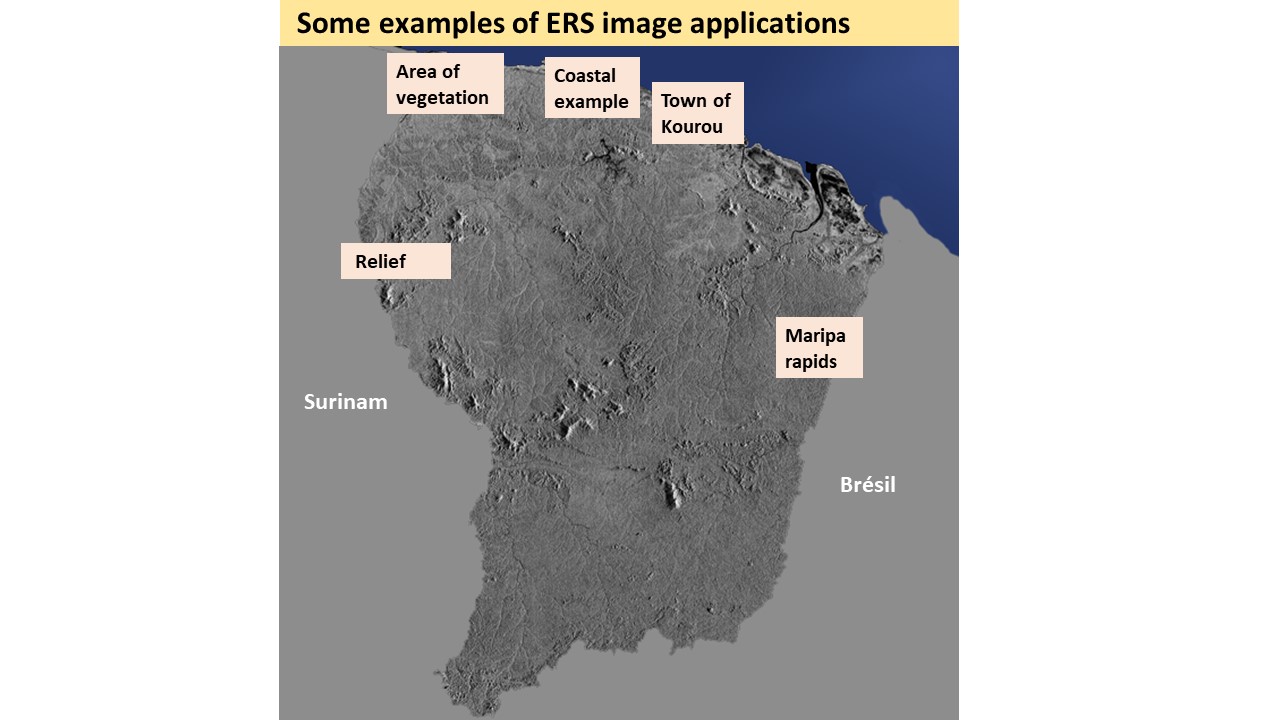 Some examples of ERS image applications
Area of
vegetation
Coastal
example
Town of
Kourou
Relief
Maripa
rapids
Surinam
Brésil